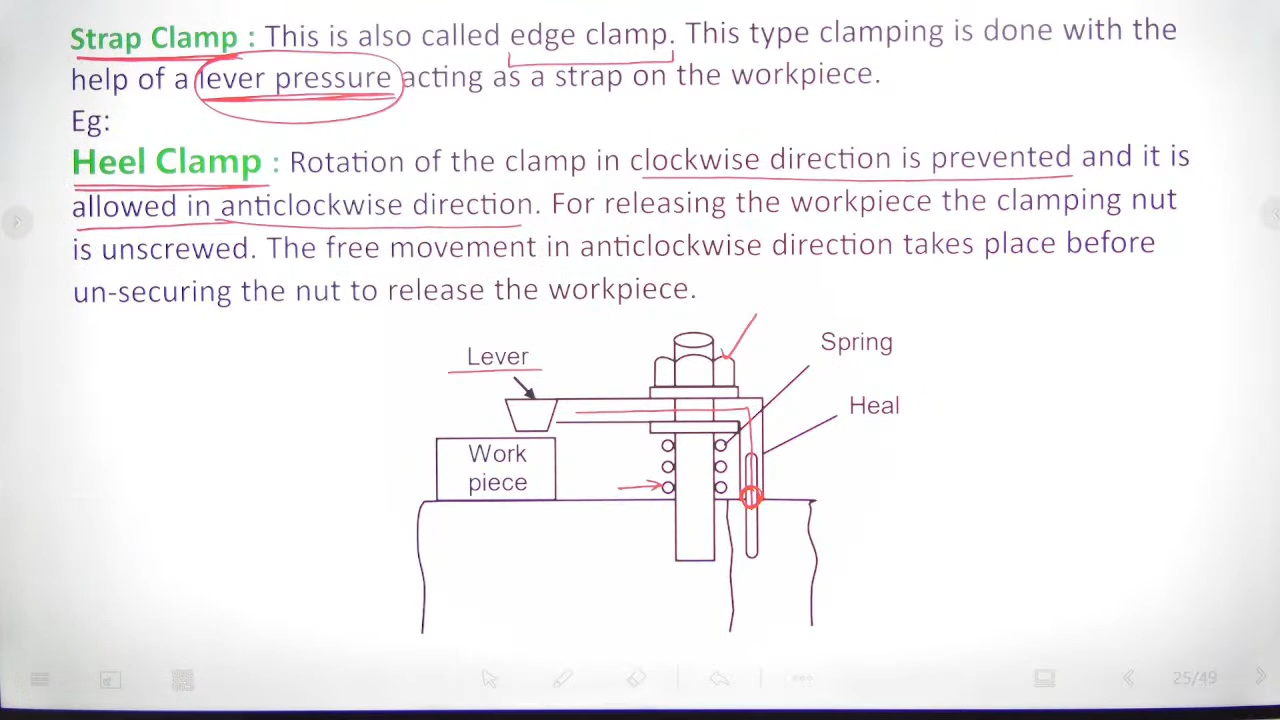 Strap Clamp : This is also called edge clamp. This type clamping is done with the
help of a lever pressure acting as a strap on the workpiece.
Eg:
Heel Clamp : Rotation of the clamp in clockwise direction is prevented and it is
allowed in anticlockwise direction. For releasing the workpiece the clamping nut
is unscrewed. The free movement in anticlockwise direction takes place before
un-securing the nut to release the workpiece.
Lever
Spring
Heal
Work
piece
25/49